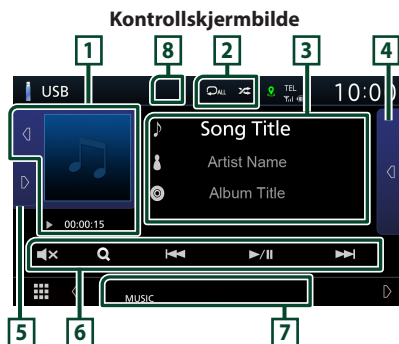 Kontrollskjermbilde
1 8 2 3 4
USB ALL TEL 10:00
Song Title
Artist Name
Album Title
00:00:15
MUSIC
5 6 7